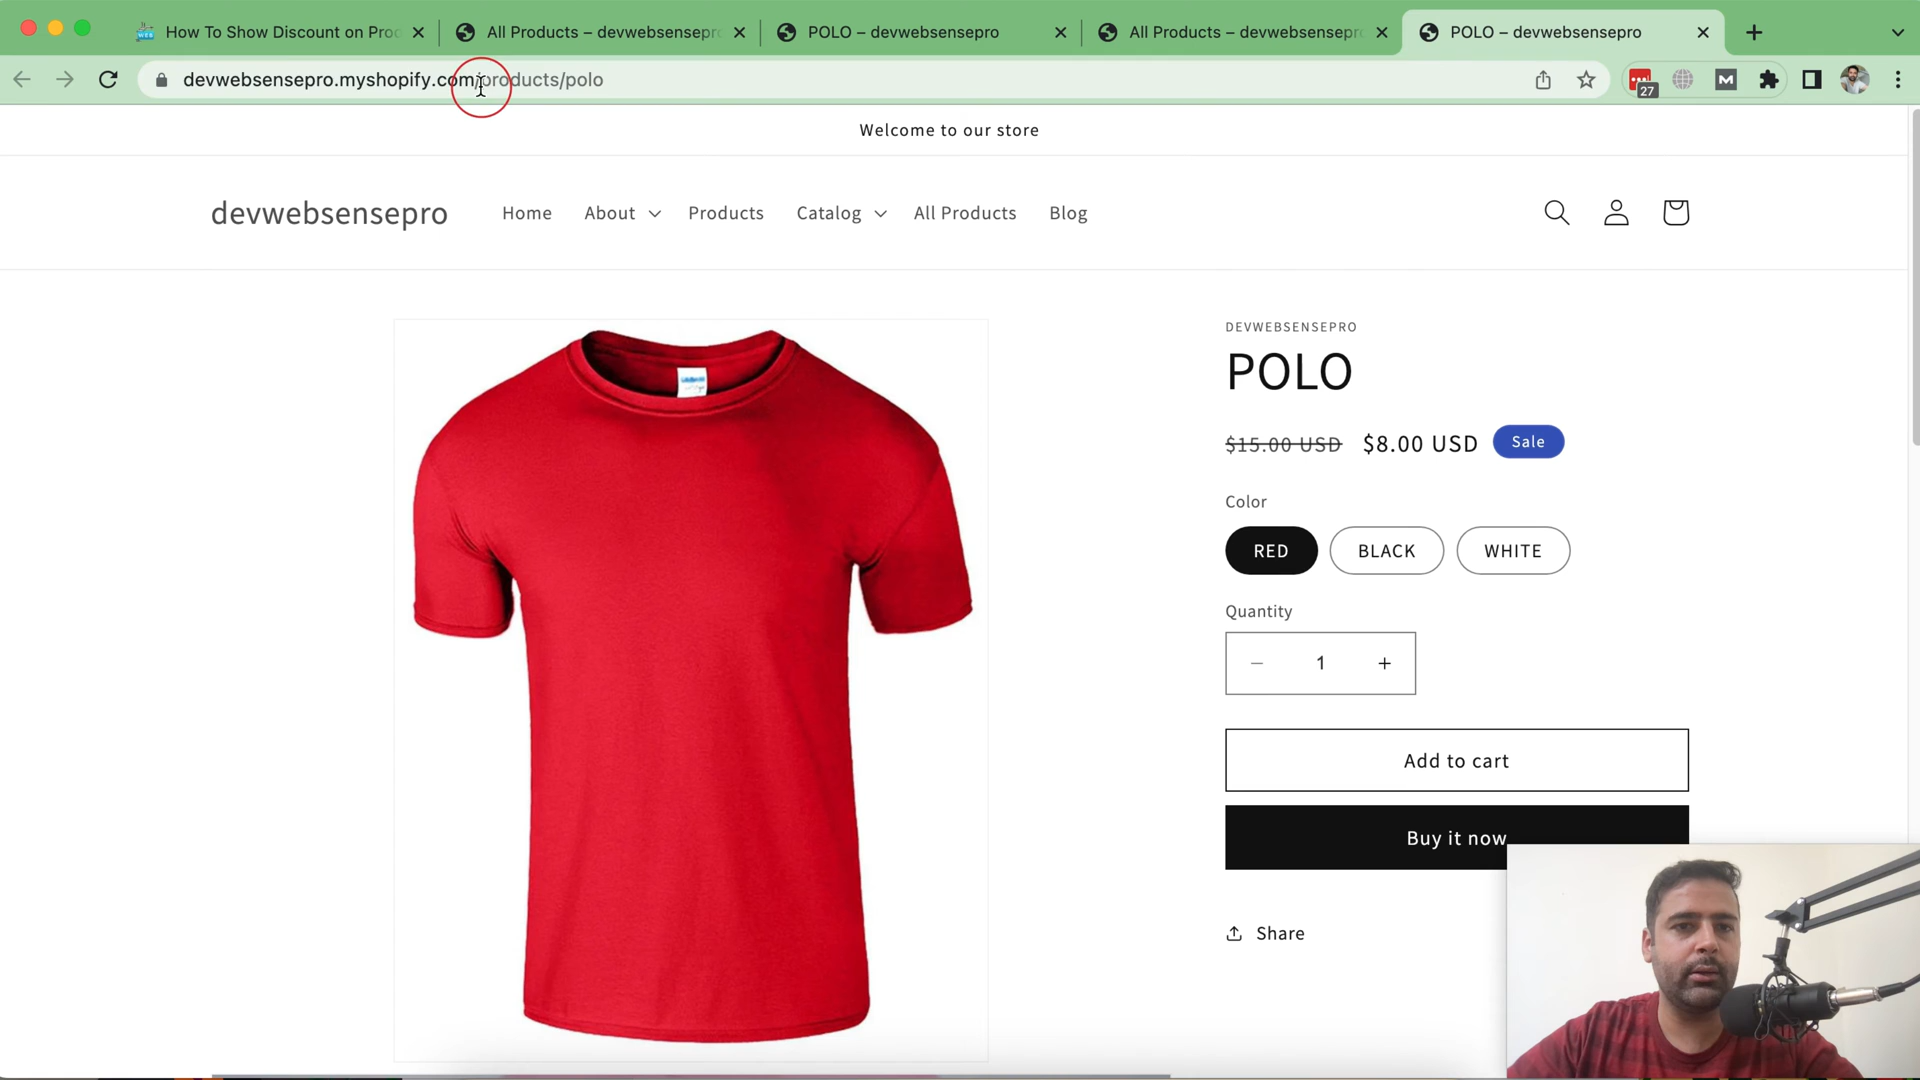 How To Show Discount on Proc
All Products – devwebsensepr
POLO – devwebsensepro
All Products – devwebsensepr
POLO – devwebsensepro
devwebsensepro.myshopify.com/products/polo
27
Welcome to our store
devwebsensepro
Home
About
Products
Catalog
All Products
Blog
DEVWEBSENSEPRO
POLO
$15.00 USD $8.00 USD Sale
Color
RED BLACK WHITE
Quantity
− 1 +
Add to cart
Buy it now
Share